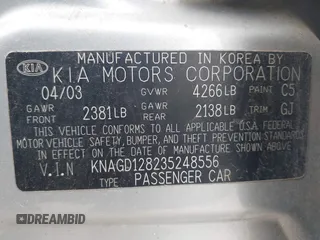 MANUFACTURED IN KOREA BY
KIA KIA MOTORS CORPORATION
04/03 GVWR 4266LB PAINT C5
GAWR FRONT 2381LB GAWR REAR 2138LB TRIM GJ
THIS VEHICLE CONFORMS TO ALL APPLICABLE U.S.A FEDERAL
MOTOR VEHICLE SAFETY, BUMPER, AND THEFT PREVENTION STANDARDS
IN EFFECT ON THE DATE OF MANUFACTURE SHOWN ABOVE.
V.I.N KNAGD128235248556
TYPE PASSENGER CAR
DREAMBID